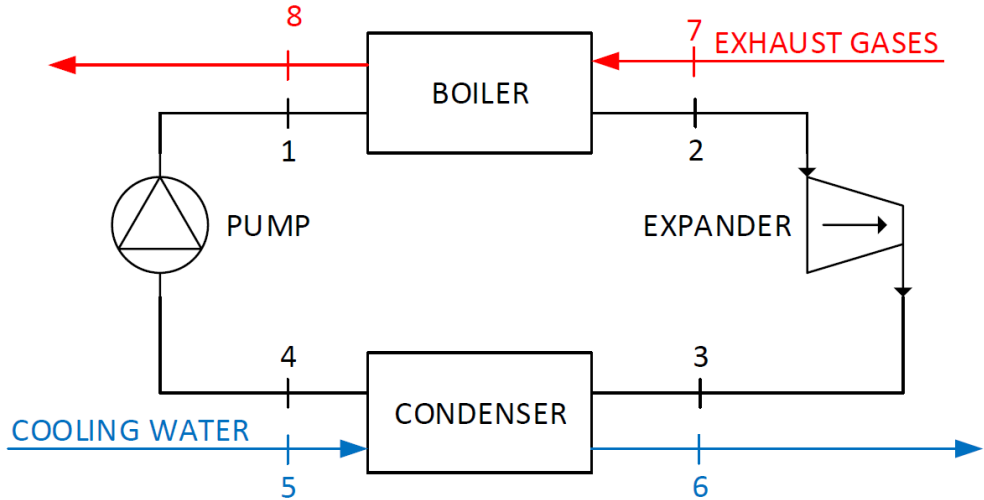 8
7
EXHAUST GASES
BOILER
1
2
PUMP
EXPANDER
4
3
CONDENSER
COOLING WATER
5
6